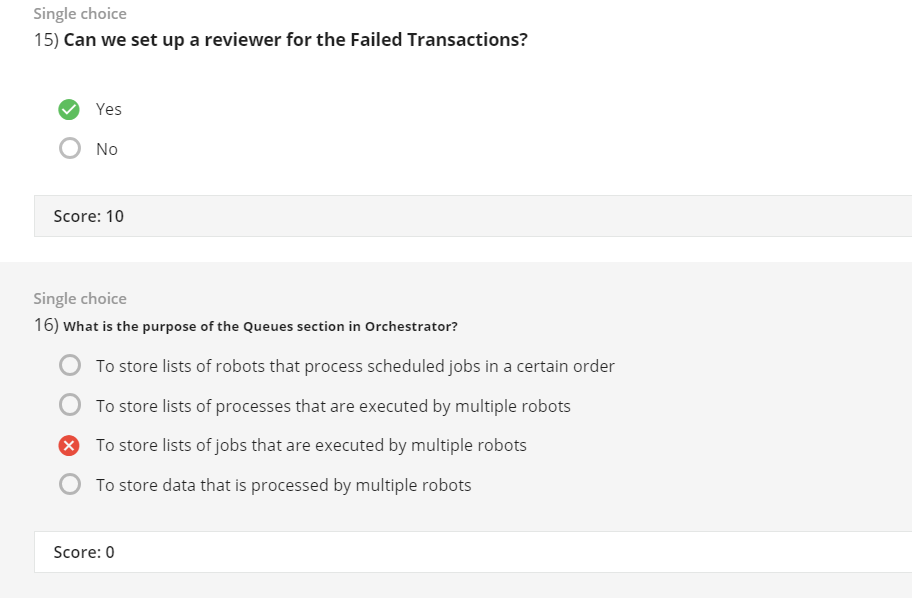 Single choice
15) Can we set up a reviewer for the Failed Transactions?
Yes
No
Score: 10
Single choice
16) What is the purpose of the Queues section in Orchestrator?
To store lists of robots that process scheduled jobs in a certain order
To store lists of processes that are executed by multiple robots
To store lists of jobs that are executed by multiple robots
To store data that is processed by multiple robots
Score: 0